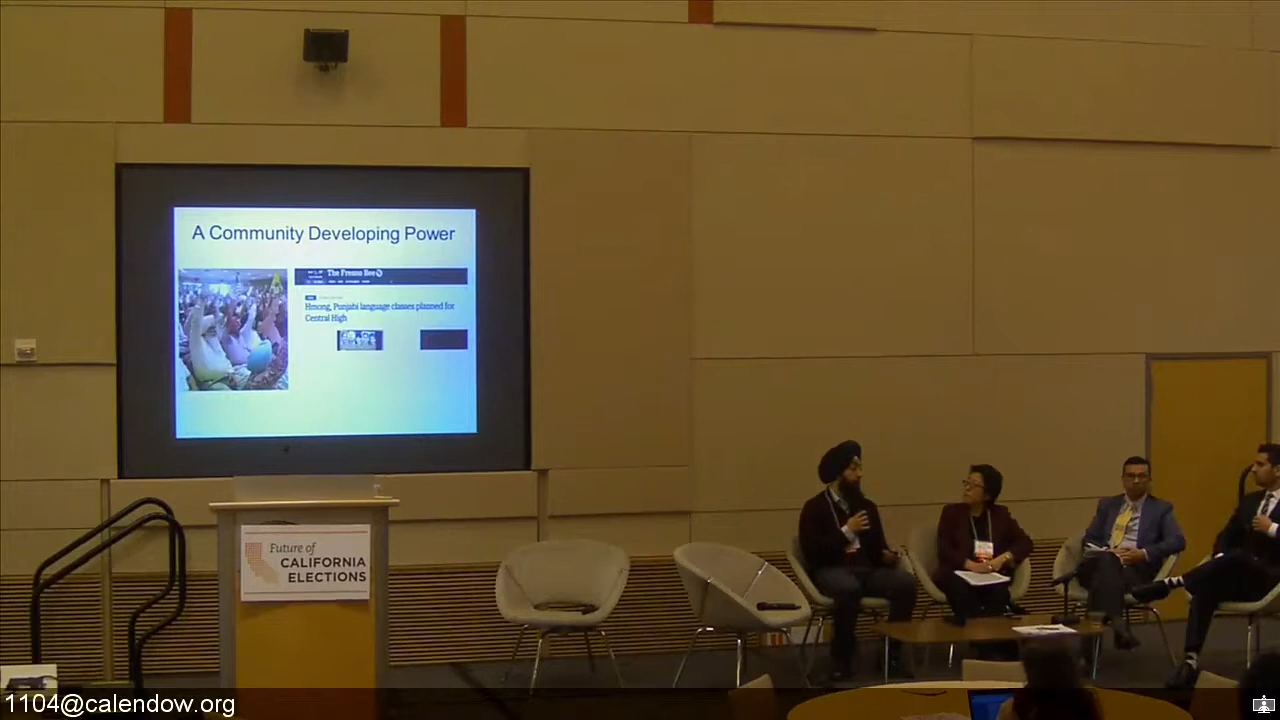 A Community Developing Power
The Fresno Bee
Hmong, Punjabi language classes planned for
Central High
Future of
CALIFORNIA
ELECTIONS
1104@calendow.org